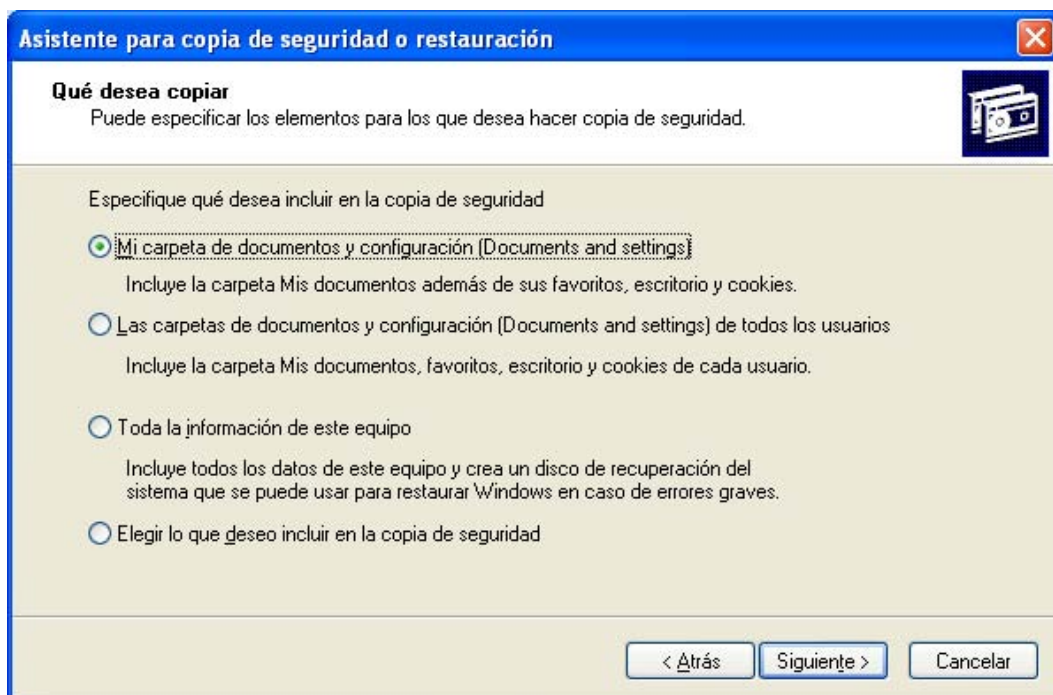 Asistente para copia de seguridad o restauración
Qué desea copiar
Puede especificar los elementos para los que desea hacer copia de seguridad.
Especifique qué desea incluir en la copia de seguridad
Mi carpeta de documentos y configuración (Documents and settings)
Incluye la carpeta Mis documentos además de sus favoritos, escritorio y cookies.
Las carpetas de documentos y configuración (Documents and settings) de todos los usuarios
Incluye la carpeta Mis documentos, favoritos, escritorio y cookies de cada usuario.
Toda la información de este equipo
Incluye todos los datos de este equipo y crea un disco de recuperación del
sistema que se puede usar para restaurar Windows en caso de errores graves.
Elegir lo que deseo incluir en la copia de seguridad
< Atrás Siguiente > Cancelar